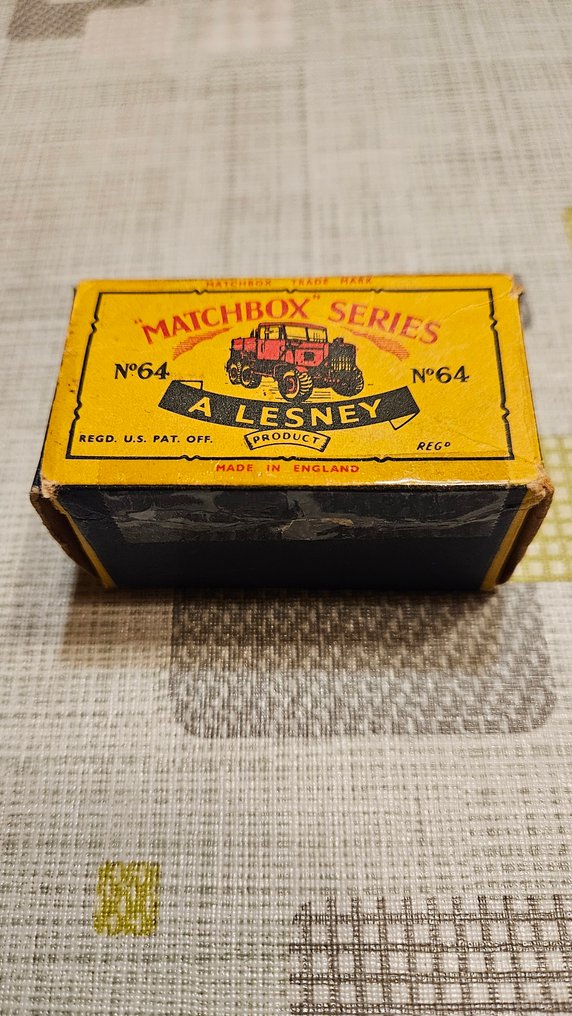 MATCHBOX TRADE MARK
"MATCHBOX" SERIES
Nº64 Nº64
A LESNEY
PRODUCT
REGD. U.S. PAT. OFF. REGᴰ
MADE IN ENGLAND